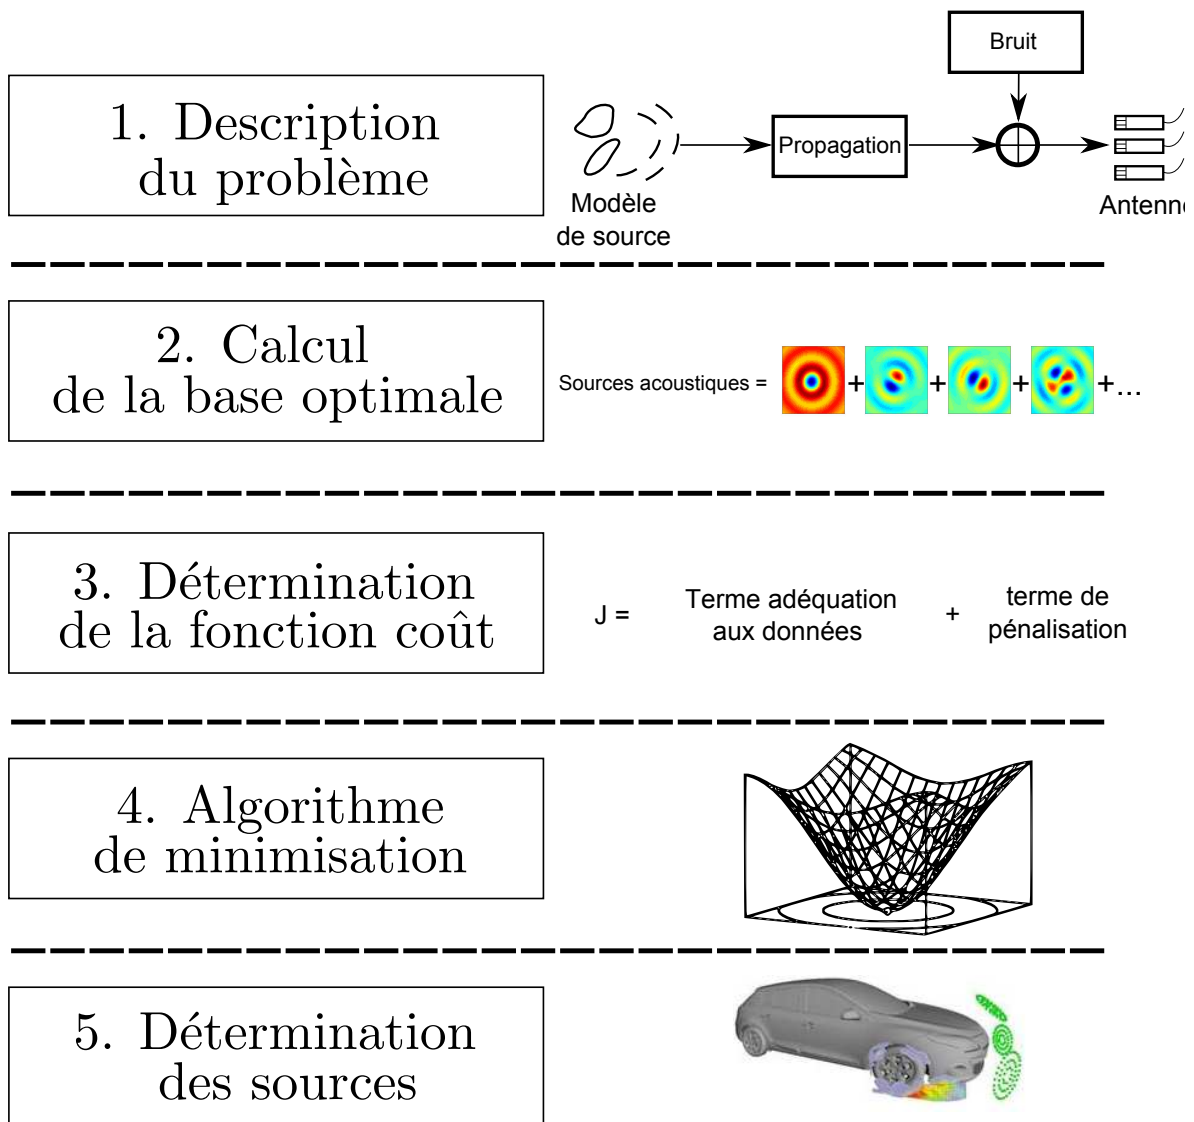 Bruit
1. Description
du problème
Propagation
Modèle
de source
Antenne
2. Calcul
de la base optimale
Sources acoustiques = + + + +...
3. Détermination
de la fonction coût
J = Terme adéquation + terme de
aux données pénalisation
4. Algorithme
de minimisation
5. Détermination
des sources